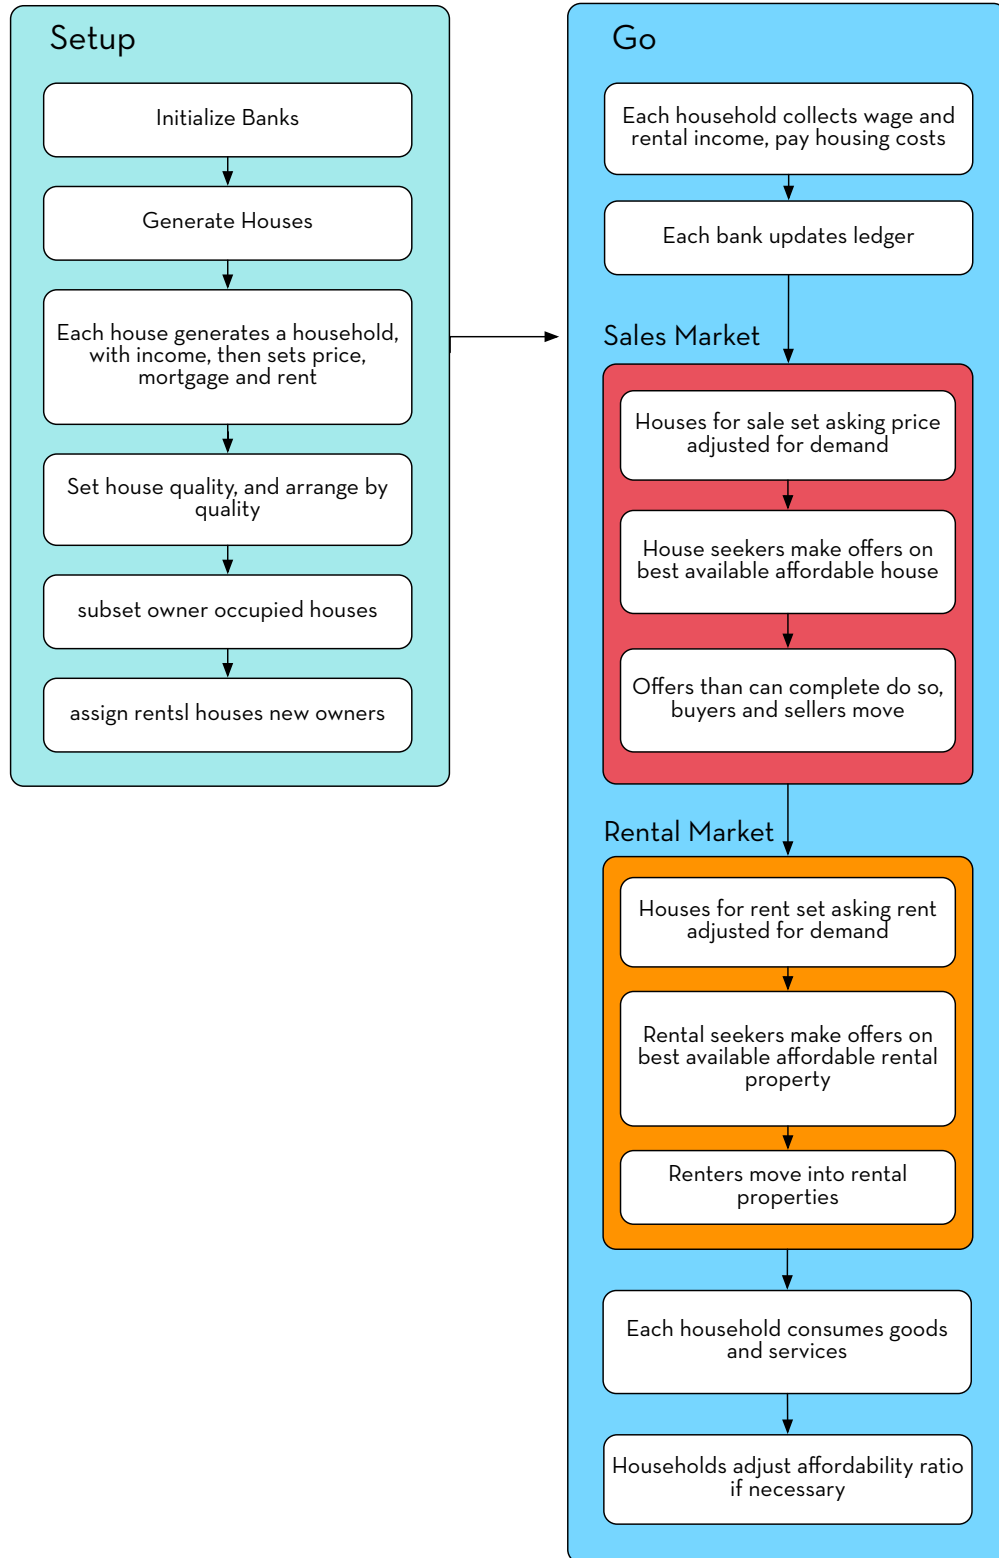 Setup
Initialize Banks
Generate Houses
Each house generates a household,
with income, then sets price,
mortgage and rent
Set house quality, and arrange by
quality
subset owner occupied houses
assign rentsl houses new owners
Go
Each household collects wage and
rental income, pay housing costs
Each bank updates ledger
Sales Market
Houses for sale set asking price
adjusted for demand
House seekers make offers on
best available affordable house
Offers than can complete do so,
buyers and sellers move
Rental Market
Houses for rent set asking rent
adjusted for demand
Rental seekers make offers on
best available affordable rental
property
Renters move into rental
properties
Each household consumes goods
and services
Households adjust affordability ratio
if necessary